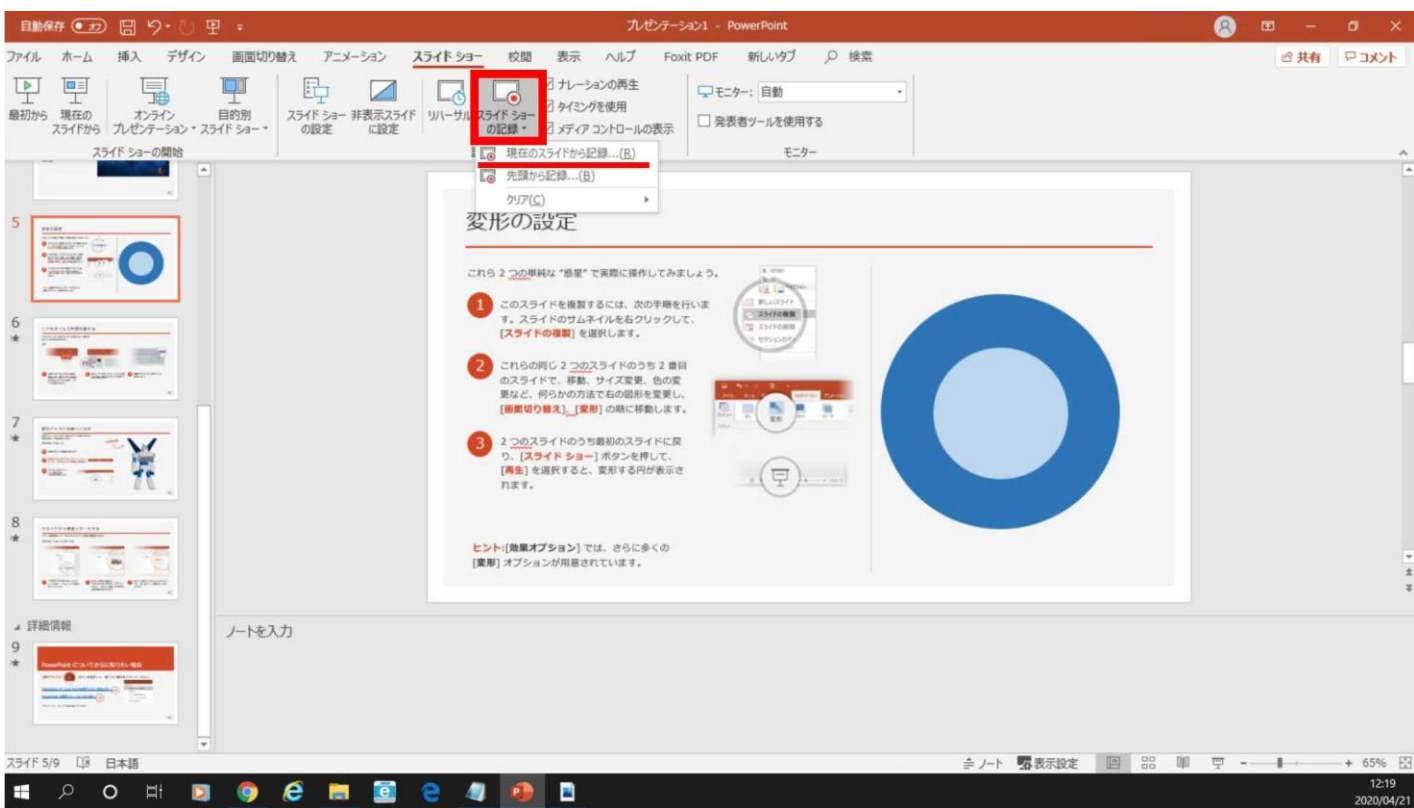 自動保存 オフ
プレゼンテーション1 - PowerPoint
ファイル ホーム 挿入 デザイン 画面切り替え アニメーション スライド ショー 校閲 表示 ヘルプ Foxit PDF 新しいタブ 検索
共有 コメント
最初から 現在の
スライドから オンライン
プレゼンテーション 目的別
スライド ショー スライド ショー
の設定 非表示スライド
に設定 リハーサル スライド ショー
の記録
ナレーションの再生
タイミングを使用
メディア コントロールの表示
モニター: 自動
発表者ツールを使用する
スライド ショーの開始
モニター
現在のスライドから記録...(R)
先頭から記録...(B)
クリア(C)
5
6
7
8
詳細情報
9
PowerPoint についてさらに知りたい場合
変形の設定
これら 2 つの単純な "惑星" で実際に操作してみましょう。
1 このスライドを複製するには、次の手順を行いま
す。スライドのサムネイルを右クリックして、
[スライドの複製] を選択します。
新しいスライド
スライドの複製
2 これらの同じ 2 つのスライドのうち 2 番目
のスライドで、移動、サイズ変更、色の変
更など、何らかの方法で右の図形を変更し、
[画面切り替え]、[変形] の順に移動します。
変形
3 2 つのスライドのうち最初のスライドに戻
り、[スライド ショー] ボタンを押して、
[再生] を選択すると、変形する円が表示さ
れます。
ヒント:[効果オプション] では、さらに多くの
[変形] オプションが用意されています。
ノートを入力
スライド 5/9 日本語
ノート 表示設定 65%
12:19
2020/04/21